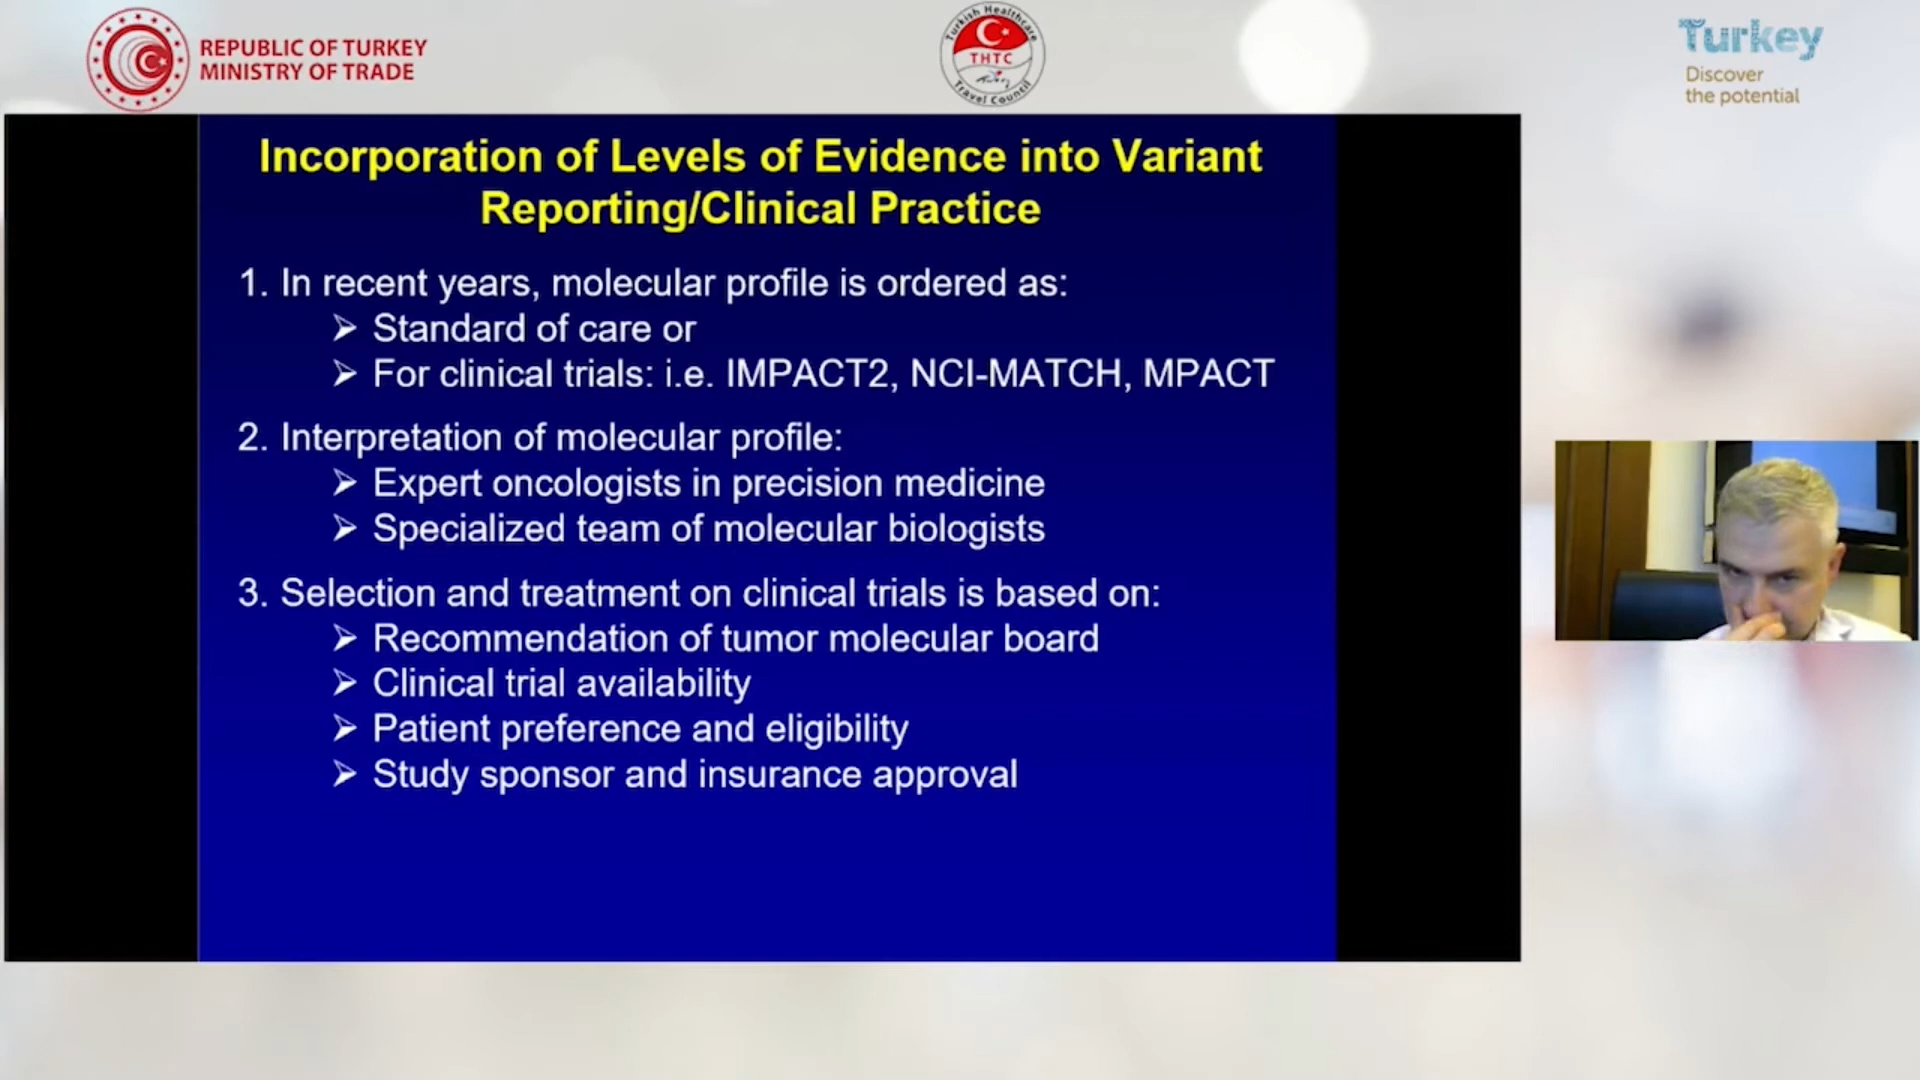 REPUBLIC OF TURKEY
MINISTRY OF TRADE
Turkish Healthcare
THTC
Travel Council
Turkey
Discover
the potential
Incorporation of Levels of Evidence into Variant
Reporting/Clinical Practice
1. In recent years, molecular profile is ordered as:
➢ Standard of care or
➢ For clinical trials: i.e. IMPACT2, NCI-MATCH, MPACT
2. Interpretation of molecular profile:
➢ Expert oncologists in precision medicine
➢ Specialized team of molecular biologists
3. Selection and treatment on clinical trials is based on:
➢ Recommendation of tumor molecular board
➢ Clinical trial availability
➢ Patient preference and eligibility
➢ Study sponsor and insurance approval